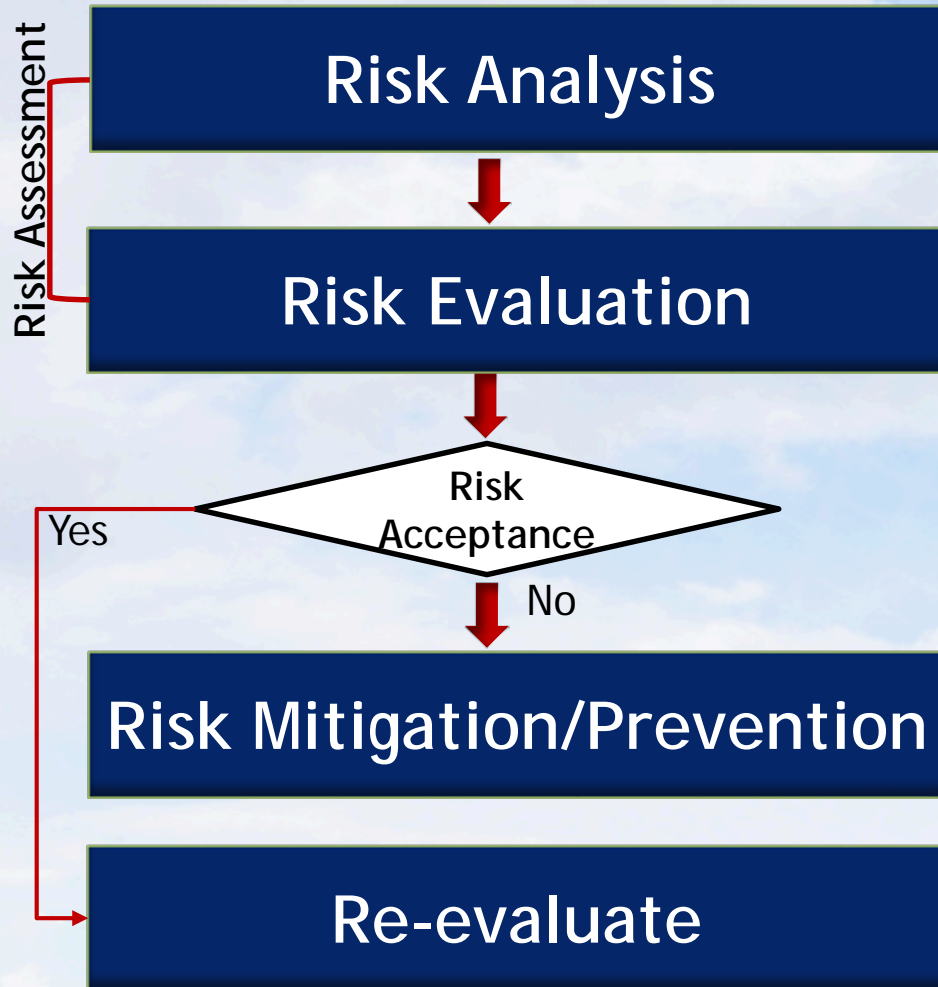 Risk Assessment
Risk Analysis
Risk Evaluation
Risk
Acceptance
Yes
No
Risk Mitigation/Prevention
Re-evaluate